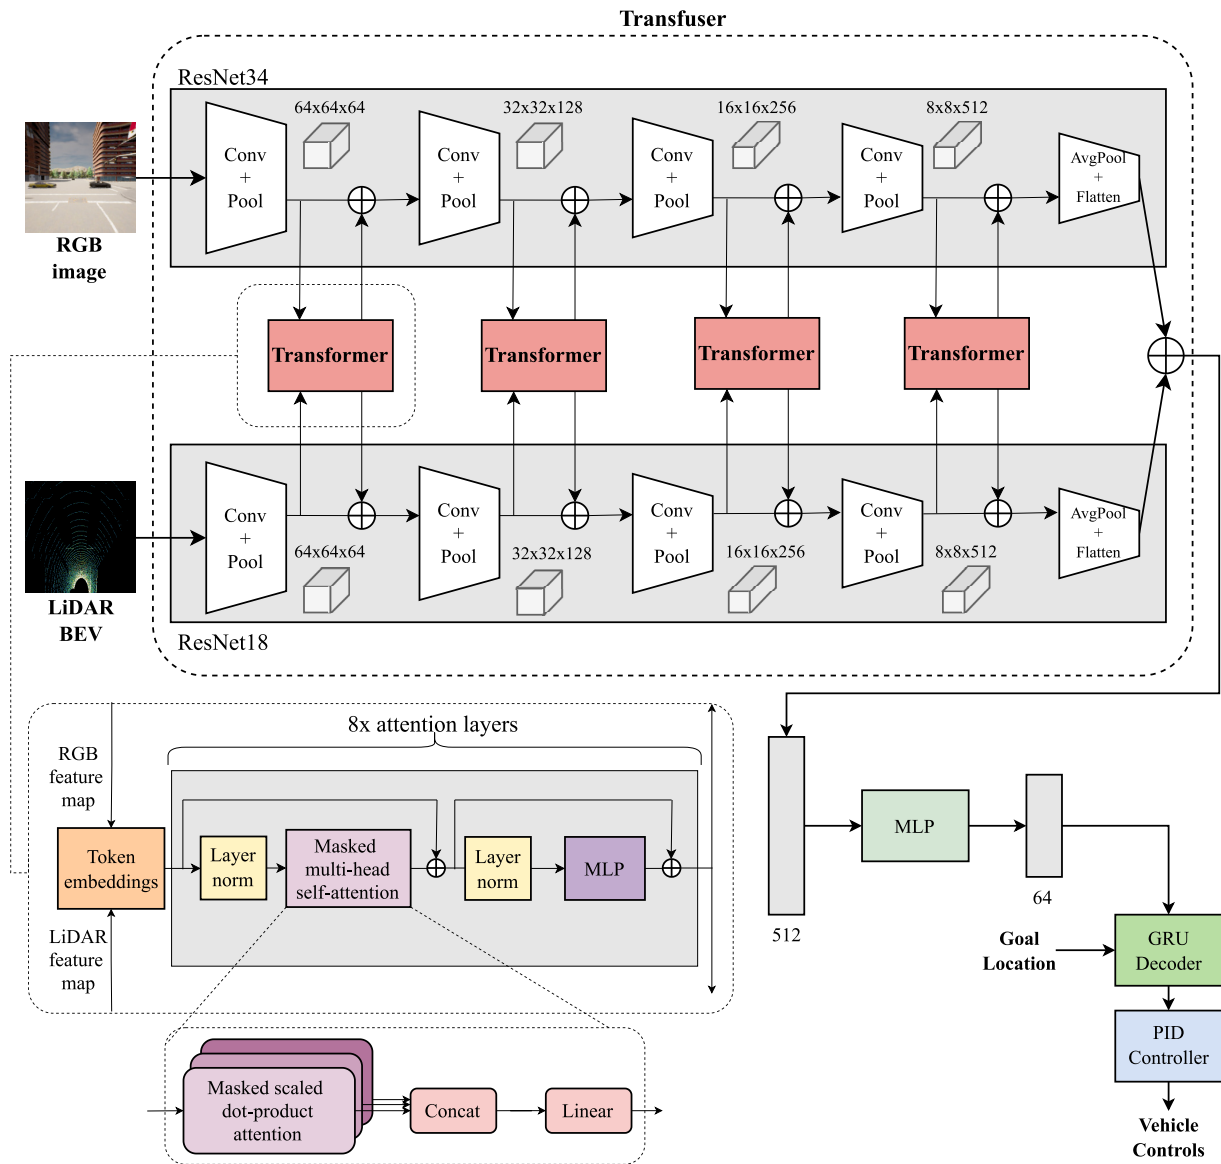 Transfuser
ResNet34
64x64x64
32x32x128
16x16x256
8x8x512
Conv
+
Pool
Conv
+
Pool
Conv
+
Pool
Conv
+
Pool
AvgPool
+
Flatten
RGB
image
Transformer
Transformer
Transformer
Transformer
Conv
+
Pool
Conv
+
Pool
Conv
+
Pool
Conv
+
Pool
AvgPool
+
Flatten
64x64x64
32x32x128
16x16x256
8x8x512
LiDAR
BEV
ResNet18
8x attention layers
RGB
feature
map
Token
embeddings
LiDAR
feature
map
Layer
norm
Masked
multi-head
self-attention
Layer
norm
MLP
Masked scaled
dot-product
attention
Concat
Linear
512
MLP
64
Goal
Location
GRU
Decoder
PID
Controller
Vehicle
Controls